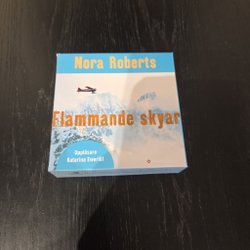 Nora Roberts
Flammande skyar
Uppläsare
Katarina Ewerlöf